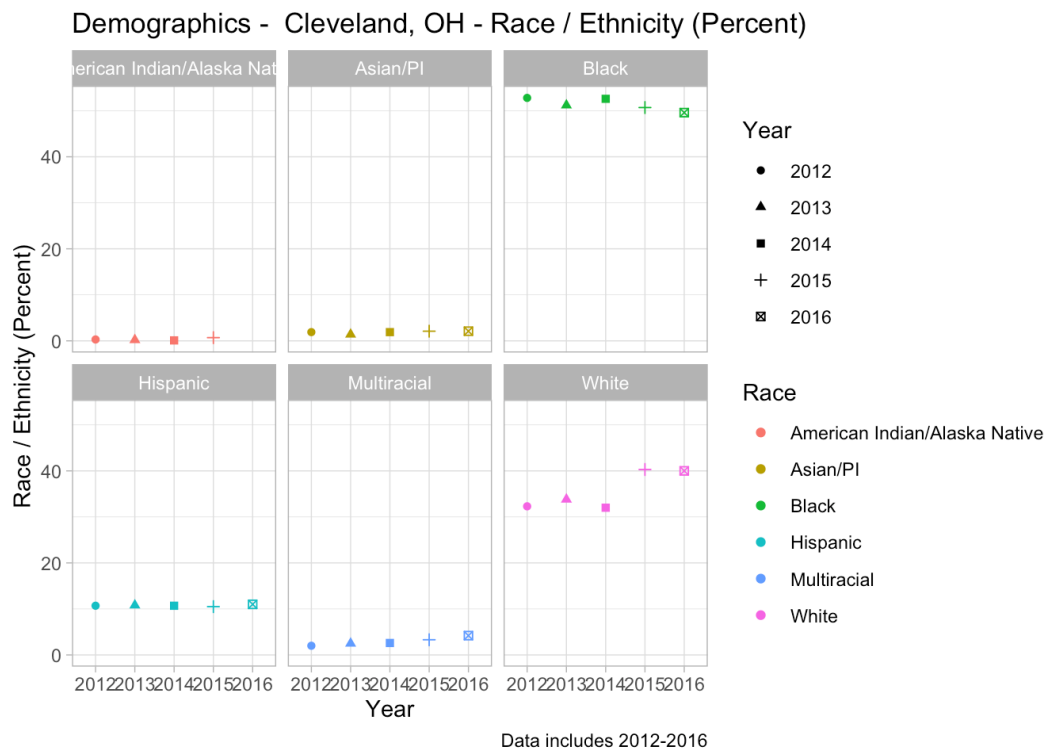 Demographics -  Cleveland, OH - Race / Ethnicity (Percent)
merican Indian/Alaska Nat
Asian/PI
Black
40
20
0
Hispanic
Multiracial
White
40
20
0
Race / Ethnicity (Percent)
2012 2013 2014 2015 2016
2012 2013 2014 2015 2016
2012 2013 2014 2015 2016
Year
Data includes 2012-2016
Year
2012
2013
2014
2015
2016
Race
American Indian/Alaska Native
Asian/PI
Black
Hispanic
Multiracial
White